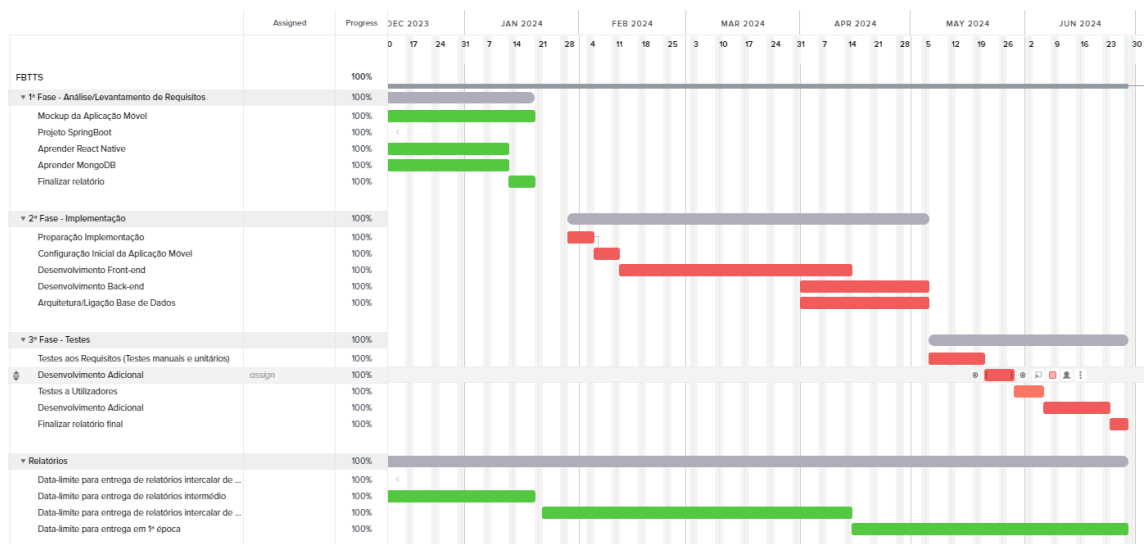 Assigned Progress DEC 2023 JAN 2024 FEB 2024 MAR 2024 APR 2024 MAY 2024 JUN 2024
0 17 24 31 7 14 21 28 4 11 18 25 3 10 17 24 31 7 14 21 28 5 12 19 26 2 9 16 23 30
FBTTS 100%
1ª Fase - Análise/Levantamento de Requisitos 100%
Mockup da Aplicação Móvel 100%
Projeto SpringBoot 100%
Aprender React Native 100%
Aprender MongoDB 100%
Finalizar relatório 100%
2ª Fase - Implementação 100%
Preparação Implementação 100%
Configuração Inicial da Aplicação Móvel 100%
Desenvolvimento Front-end 100%
Desenvolvimento Back-end 100%
Arquitetura/Ligação Base de Dados 100%
3ª Fase - Testes 100%
Testes aos Requisitos (Testes manuais e unitários) 100%
Desenvolvimento Adicional assign 100%
Testes a Utilizadores 100%
Desenvolvimento Adicional 100%
Finalizar relatório final 100%
Relatórios 100%
Data-limite para entrega de relatórios intercalar de ... 100%
Data-limite para entrega de relatórios intermédio 100%
Data-limite para entrega de relatórios intercalar de ... 100%
Data-limite para entrega em 1ª época 100%